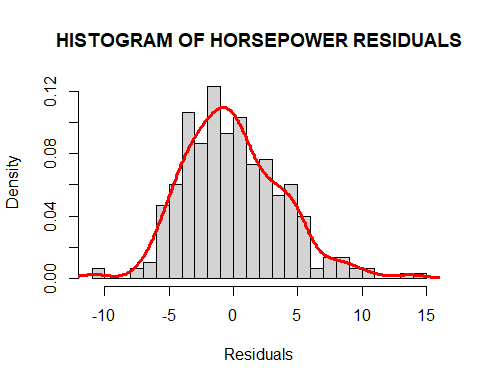 HISTOGRAM OF HORSEPOWER RESIDUALS
0.12
0.08
0.04
0.00
Density
-10 -5 0 5 10 15
Residuals